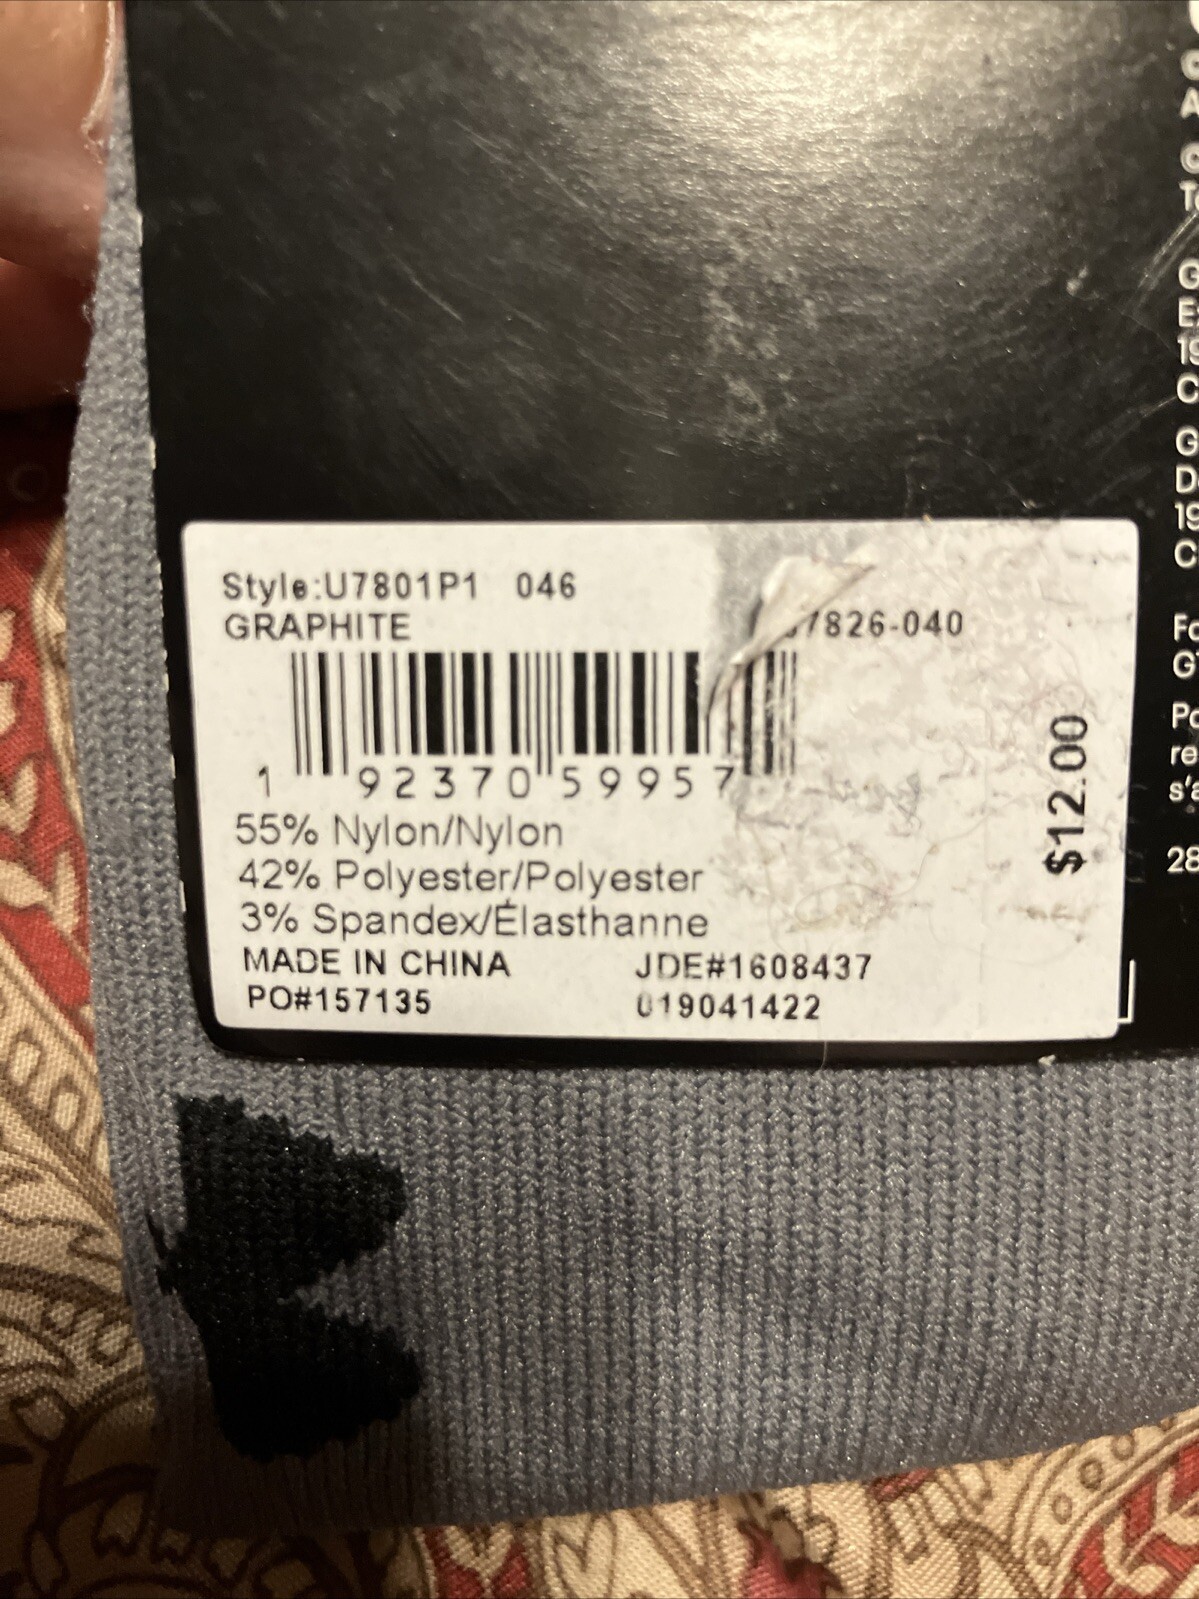 Style:U7801P1 046
GRAPHITE
7826-040
1 92370 59957
$12.00
55% Nylon/Nylon
42% Polyester/Polyester
3% Spandex/Élasthanne
MADE IN CHINA JDE#1608437
PO#157135 019041422